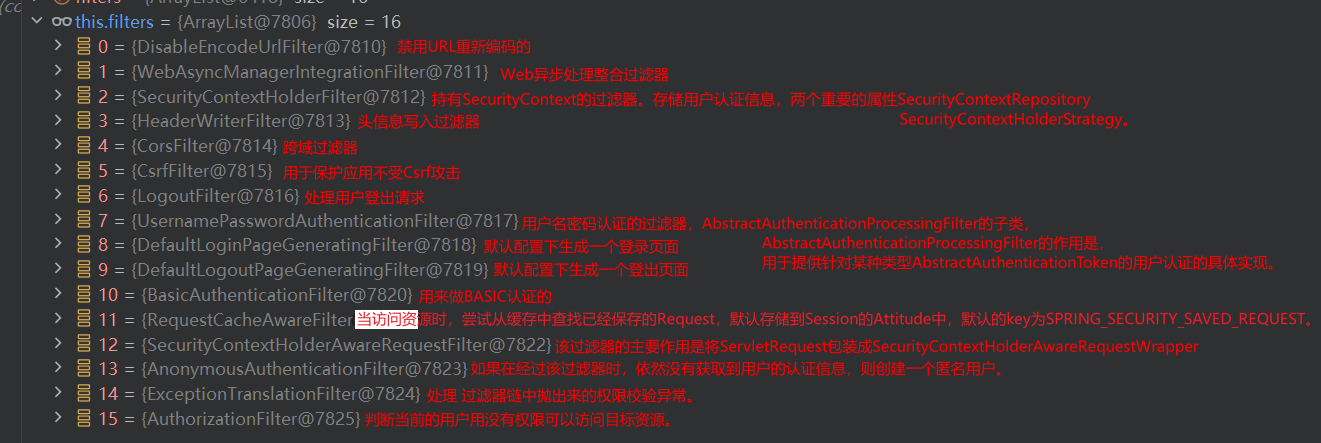 this.filters = {ArrayList@7806} size = 16
0 = {DisableEncodeUrlFilter@7810} 禁用URL重新编码的
1 = {WebAsyncManagerIntegrationFilter@7811} Web异步处理整合过滤器
2 = {SecurityContextHolderFilter@7812} 持有SecurityContext的过滤器。存储用户认证信息，两个重要的属性SecurityContextRepository
SecurityContextHolderStrategy。
3 = {HeaderWriterFilter@7813} 头信息写入过滤器
4 = {CorsFilter@7814} 跨域过滤器
5 = {CsrfFilter@7815} 用于保护应用不受Csrf攻击
6 = {LogoutFilter@7816} 处理用户登出请求
7 = {UsernamePasswordAuthenticationFilter@7817} 用户名密码认证的过滤器，AbstractAuthenticationProcessingFilter的子类，
8 = {DefaultLoginPageGeneratingFilter@7818} 默认配置下生成一个登录页面
AbstractAuthenticationProcessingFilter的作用是，
9 = {DefaultLogoutPageGeneratingFilter@7819} 默认配置下生成一个登出页面
用于提供针对某种类型AbstractAuthenticationToken的用户认证的具体实现。
10 = {BasicAuthenticationFilter@7820} 用来做BASIC认证的
11 = {RequestCacheAwareFilter 当访问资源时，尝试从缓存中查找已经保存的Request，默认存储到Session的Attitude中，默认的key为SPRING_SECURITY_SAVED_REQUEST。
12 = {SecurityContextHolderAwareRequestFilter@7822} 该过滤器的主要作用是将ServletRequest包装成SecurityContextHolderAwareRequestWrapper
13 = {AnonymousAuthenticationFilter@7823} 如果在经过该过滤器时，依然没有获取到用户的认证信息，则创建一个匿名用户。
14 = {ExceptionTranslationFilter@7824} 处理 过滤器链中抛出来的权限校验异常。
15 = {AuthorizationFilter@7825} 判断当前的用户用没有权限可以访问目标资源。